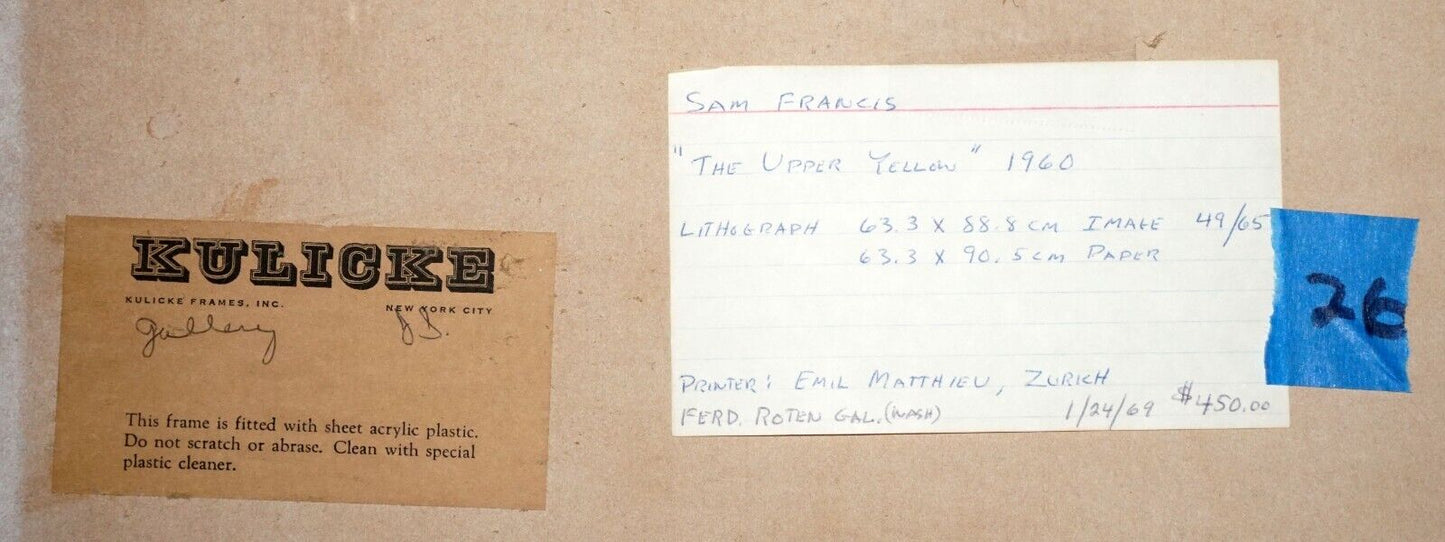 KULICKE
KULICKE FRAMES, INC. NEW YORK CITY
gallery
This frame is fitted with sheet acrylic plastic.
Do not scratch or abrase. Clean with special
plastic cleaner.
SAM FRANCIS
"THE UPPER YELLOW" 1960
LITHOGRAPH 63.3 X 88.8 CM IMAGE 49/65
63.3 X 90.5 CM PAPER
PRINTER: EMIL MATTHIEU, ZURICH
FERD. ROTEN GAL. (WASH) 1/24/69 $450.00
26